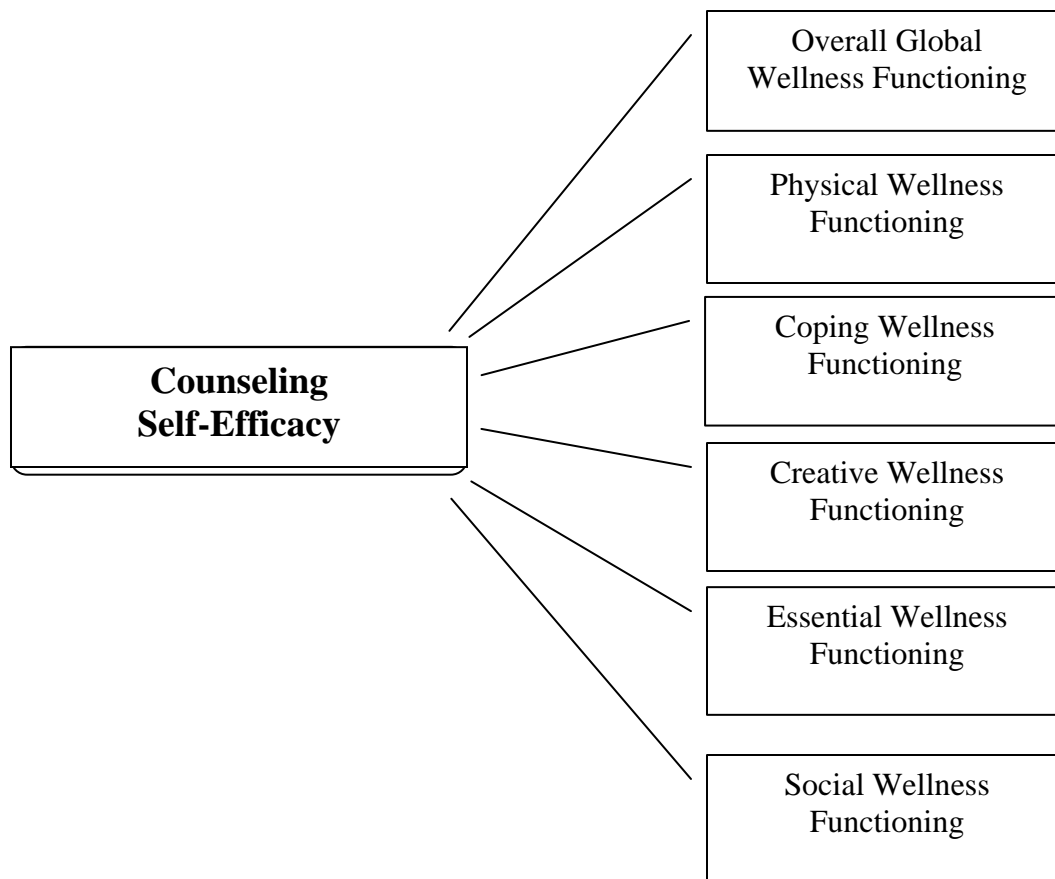 Overall Global
Wellness Functioning
Physical Wellness
Functioning
Coping Wellness
Functioning
Counseling
Self-Efficacy
Creative Wellness
Functioning
Essential Wellness
Functioning
Social Wellness
Functioning